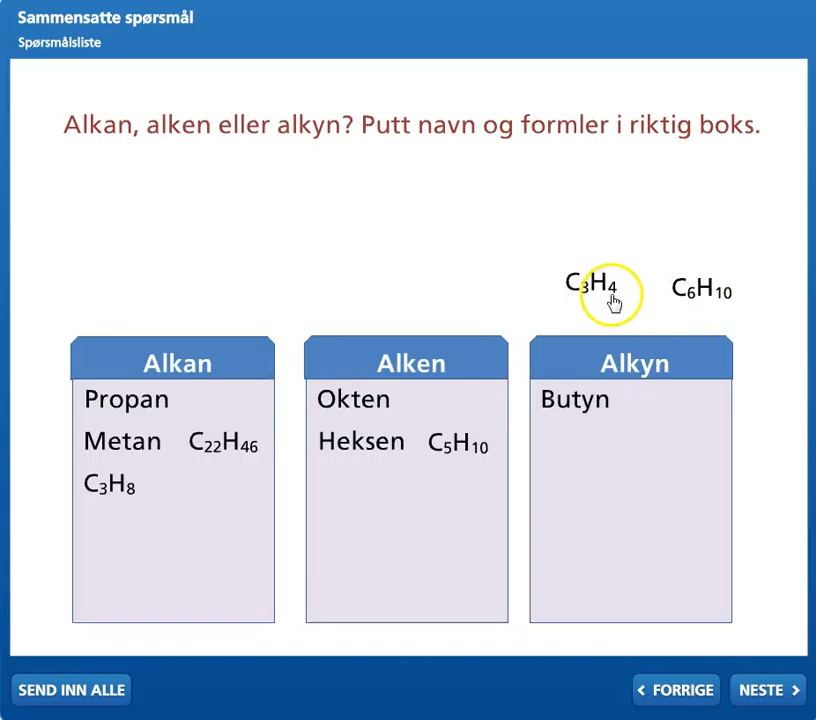 Sammensatte spørsmål
Spørsmålsliste
Alkan, alken eller alkyn? Putt navn og formler i riktig boks.
C₃H₄ C₆H₁₀
Alkan
Propan
Metan C₂₂H₄₆
C₃H₈
Alken
Okten
Heksen C₅H₁₀
Alkyn
Butyn
SEND INN ALLE
FORRIGE
NESTE